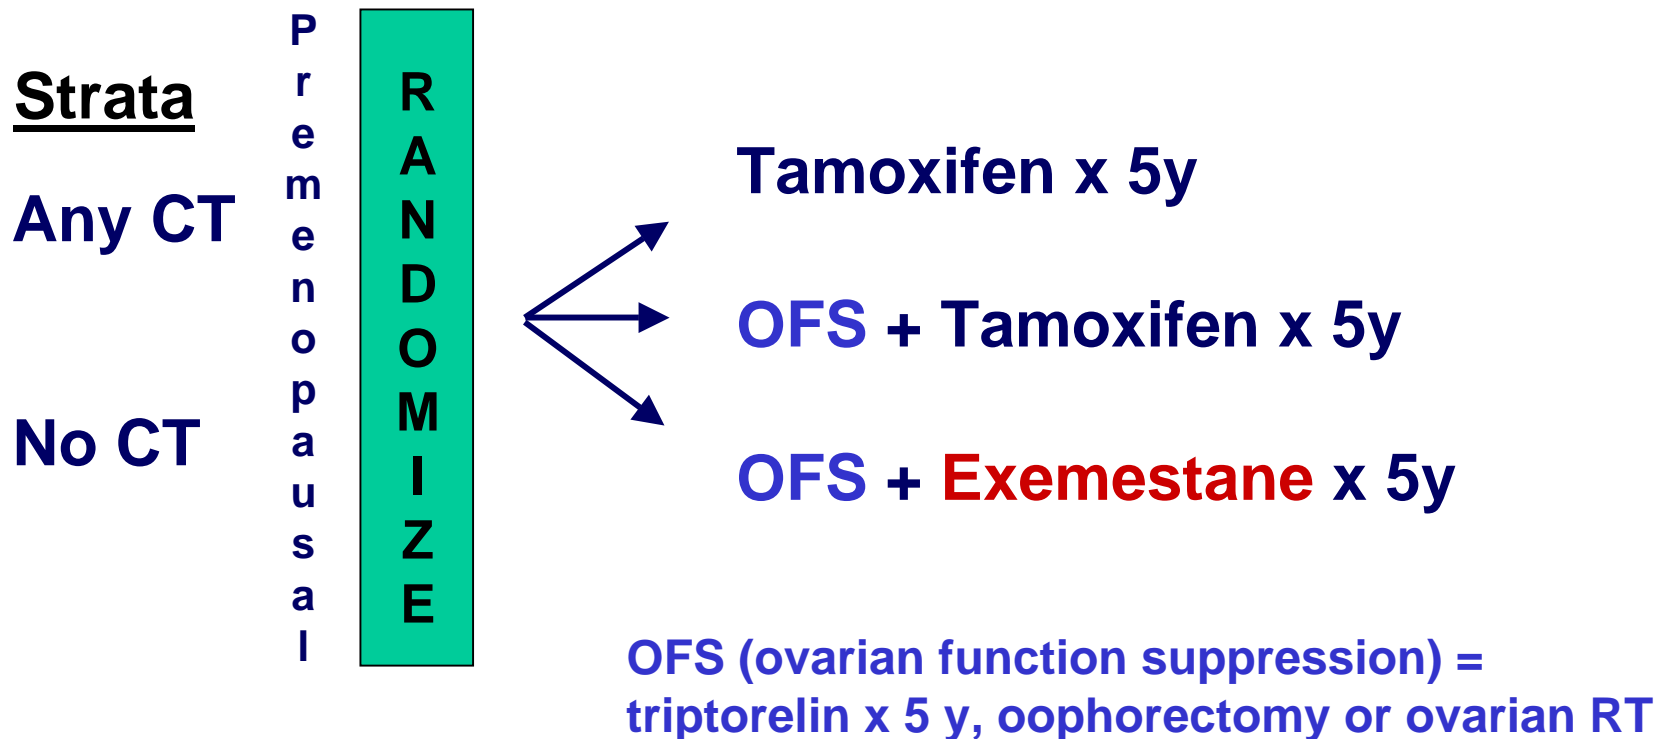 Strata
Any CT
No CT
Premenopausal
RANDOMIZE
Tamoxifen x 5y
OFS + Tamoxifen x 5y
OFS + Exemestane x 5y
OFS (ovarian function suppression) =
triptorelin x 5 y, oophorectomy or ovarian RT